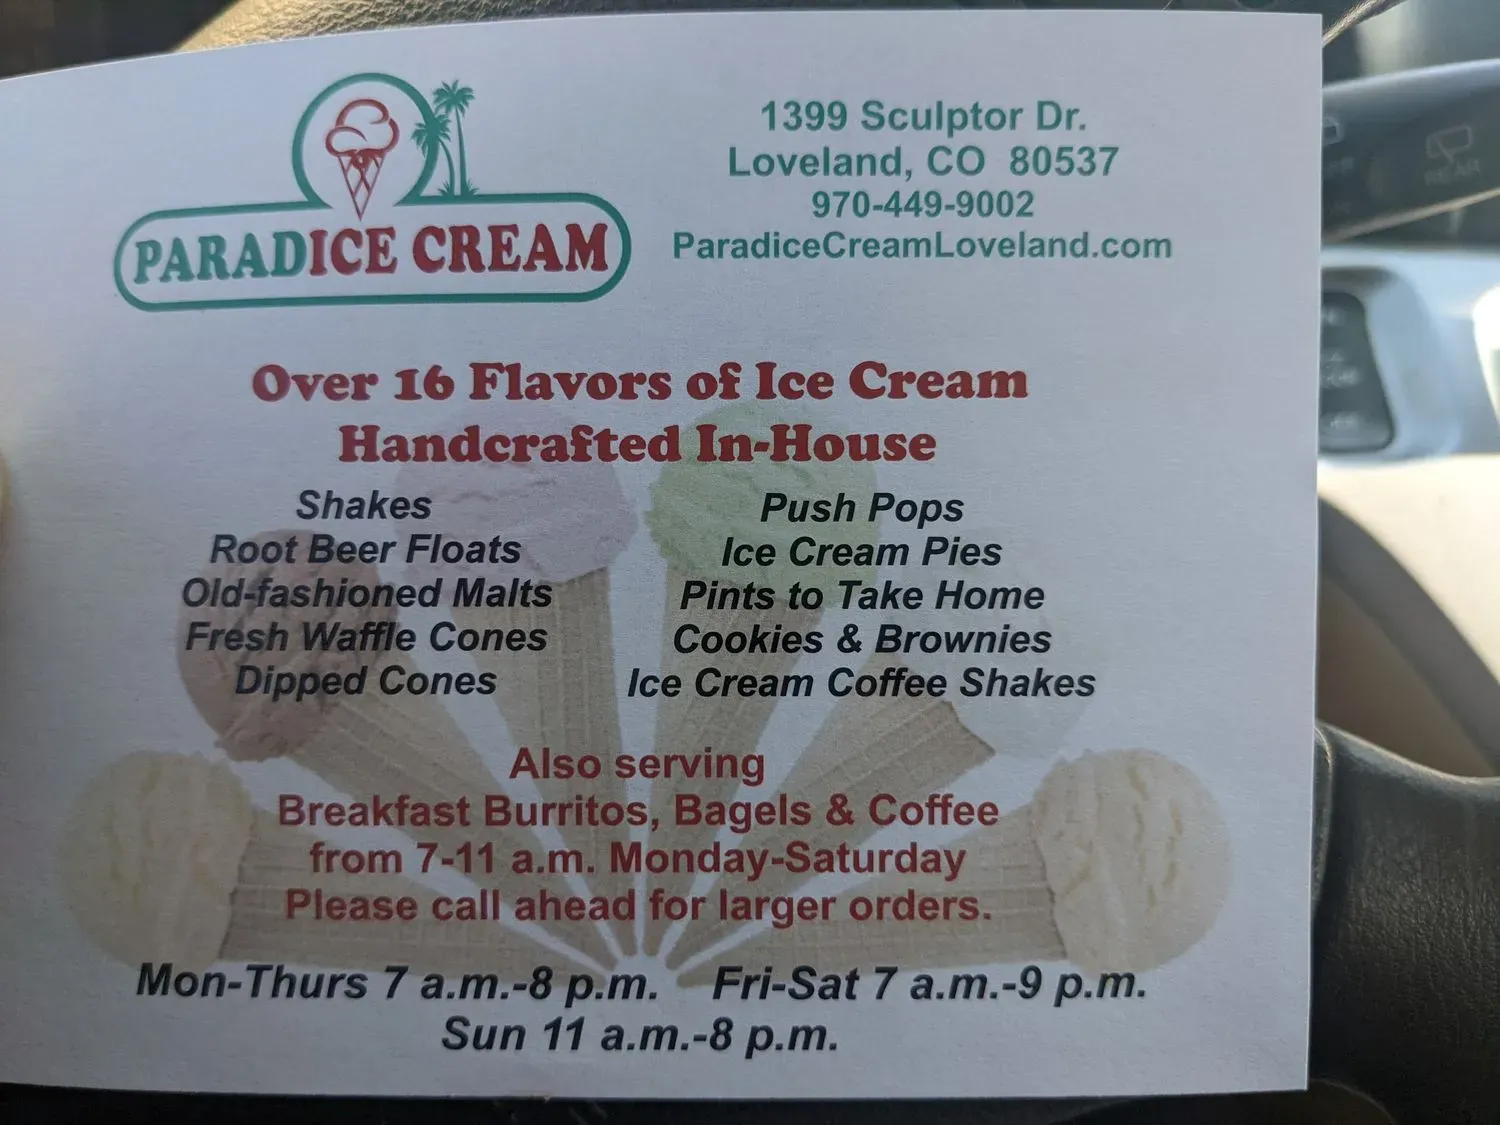 PARADICE CREAM
1399 Sculptor Dr.
Loveland, CO 80537
970-449-9002
ParadiceCreamLoveland.com
Over 16 Flavors of Ice Cream
Handcrafted In-House
Shakes
Root Beer Floats
Old-fashioned Malts
Fresh Waffle Cones
Dipped Cones
Push Pops
Ice Cream Pies
Pints to Take Home
Cookies & Brownies
Ice Cream Coffee Shakes
Also serving
Breakfast Burritos, Bagels & Coffee
from 7-11 a.m. Monday-Saturday
Please call ahead for larger orders.
Mon-Thurs 7 a.m.-8 p.m. Fri-Sat 7 a.m.-9 p.m.
Sun 11 a.m.-8 p.m.
REAR